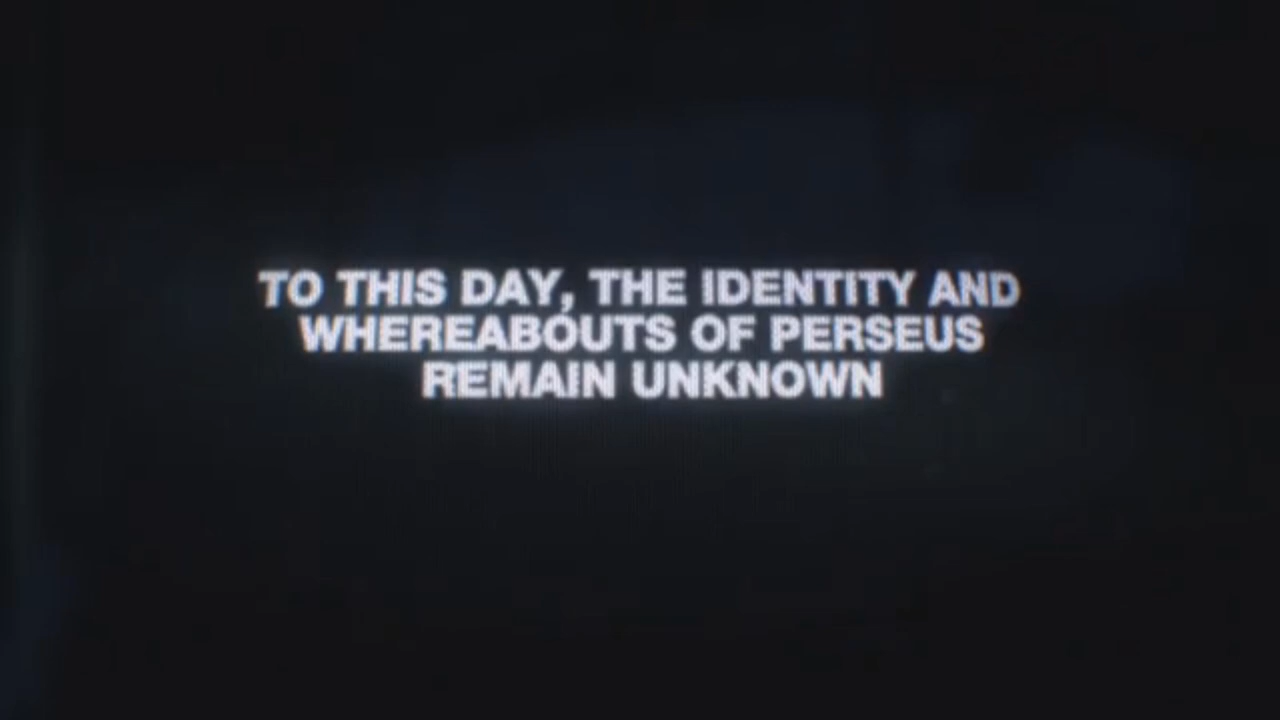 TO THIS DAY, THE IDENTITY AND
WHEREABOUTS OF PERSEUS
REMAIN UNKNOWN